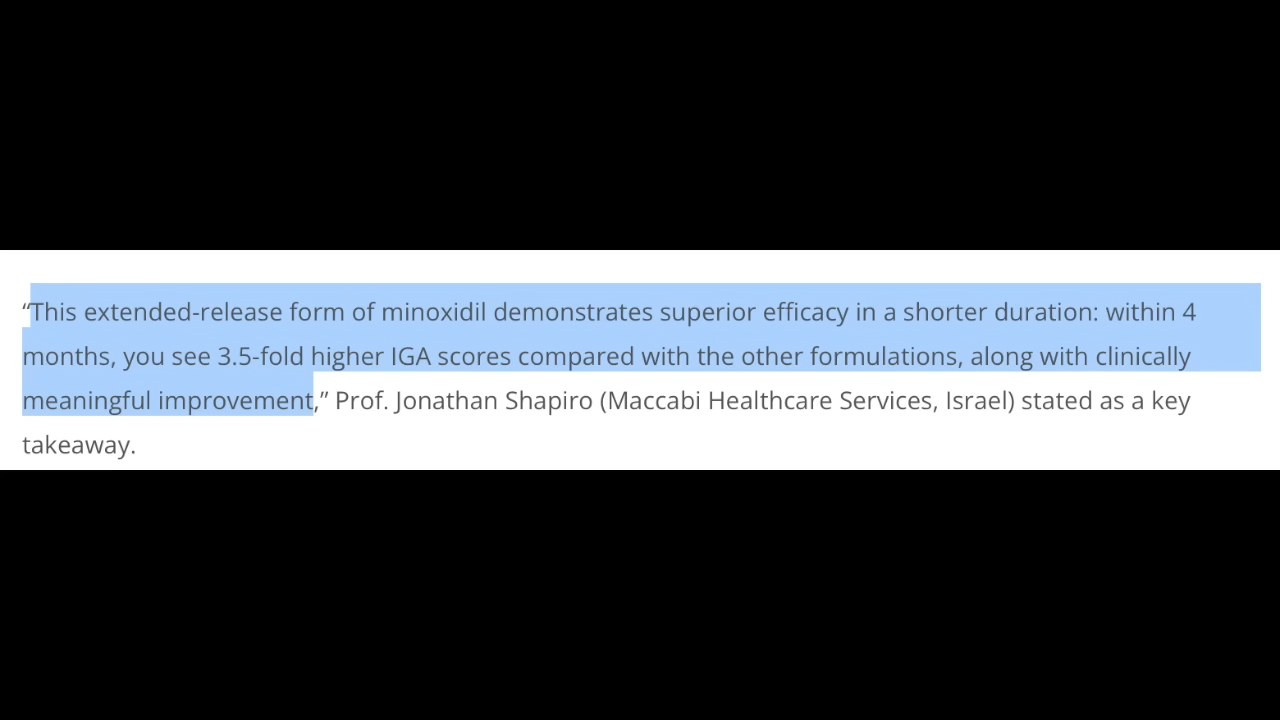 “This extended-release form of minoxidil demonstrates superior efficacy in a shorter duration: within 4
months, you see 3.5-fold higher IGA scores compared with the other formulations, along with clinically
meaningful improvement,” Prof. Jonathan Shapiro (Maccabi Healthcare Services, Israel) stated as a key
takeaway.